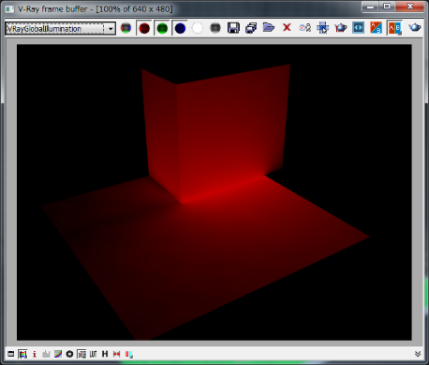 V-Ray frame buffer - [100% of 640 x 480]
VRayGlobalIllumination